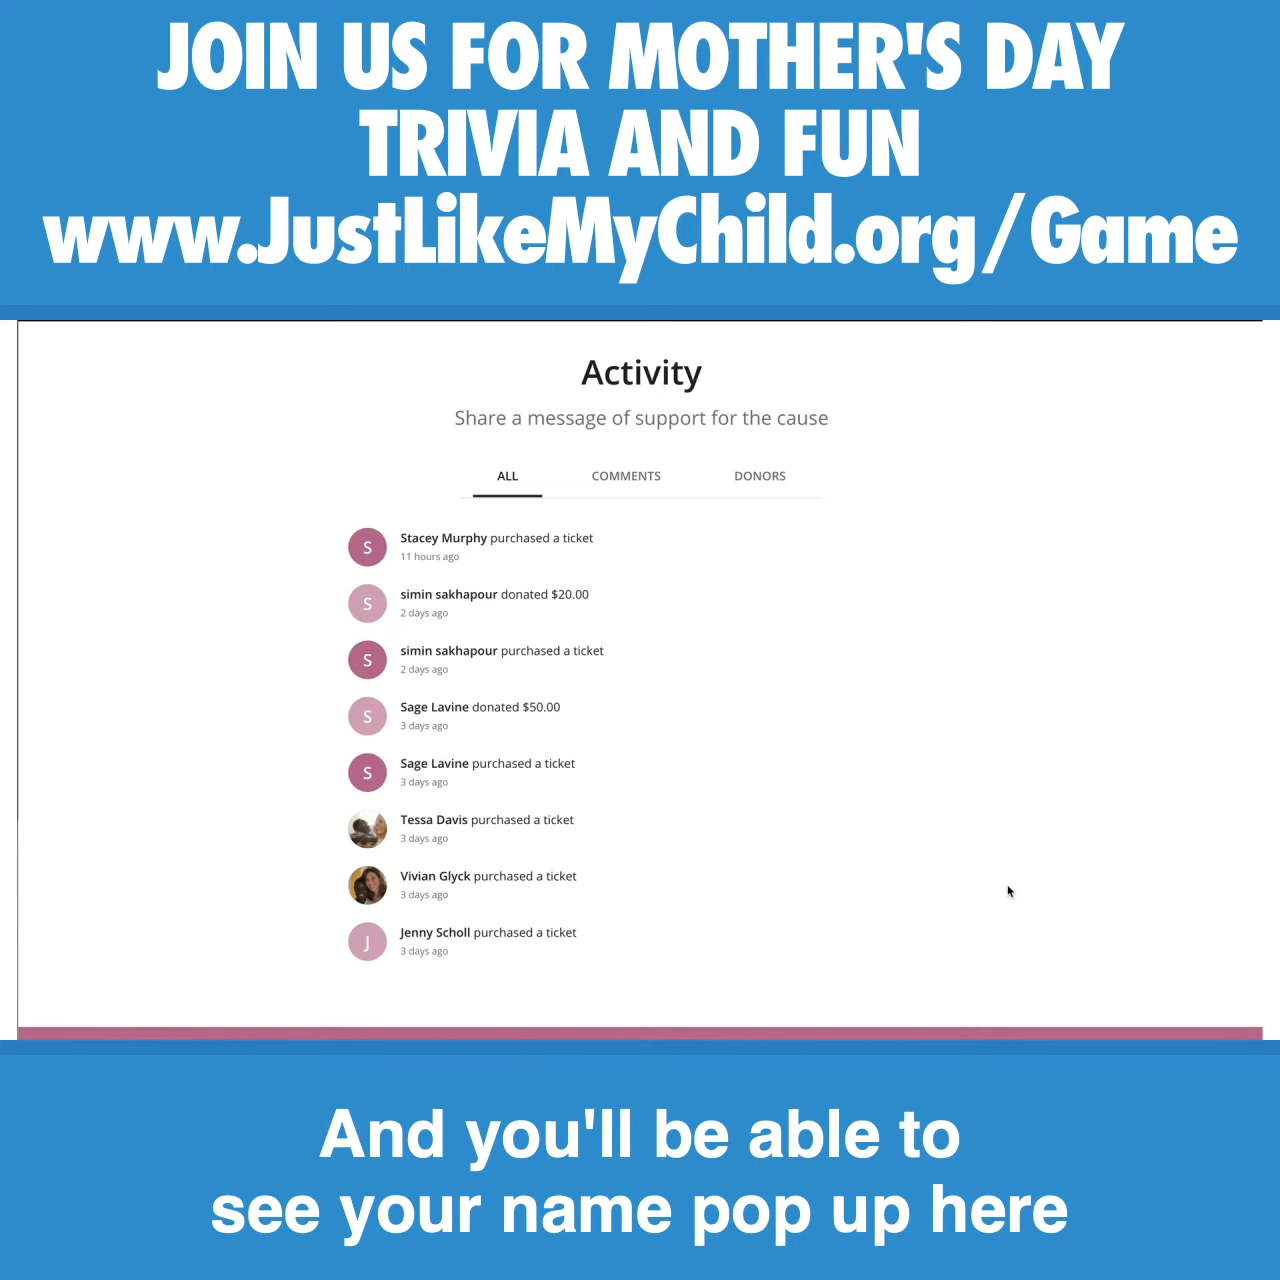 JOIN US FOR MOTHER'S DAY
TRIVIA AND FUN
www.JustLikeMyChild.org/Game
Activity
Share a message of support for the cause
ALL COMMENTS DONORS
S Stacey Murphy purchased a ticket
11 hours ago
S simin sakhapour donated $20.00
2 days ago
S simin sakhapour purchased a ticket
2 days ago
S Sage Lavine donated $50.00
3 days ago
S Sage Lavine purchased a ticket
3 days ago
Tessa Davis purchased a ticket
3 days ago
Vivian Glyck purchased a ticket
3 days ago
J Jenny Scholl purchased a ticket
3 days ago
And you'll be able to
see your name pop up here